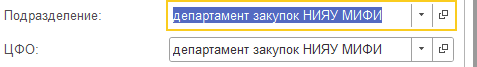 Подразделение: департамент закупок НИЯУ МИФИ
ЦФО: департамент закупок НИЯУ МИФИ